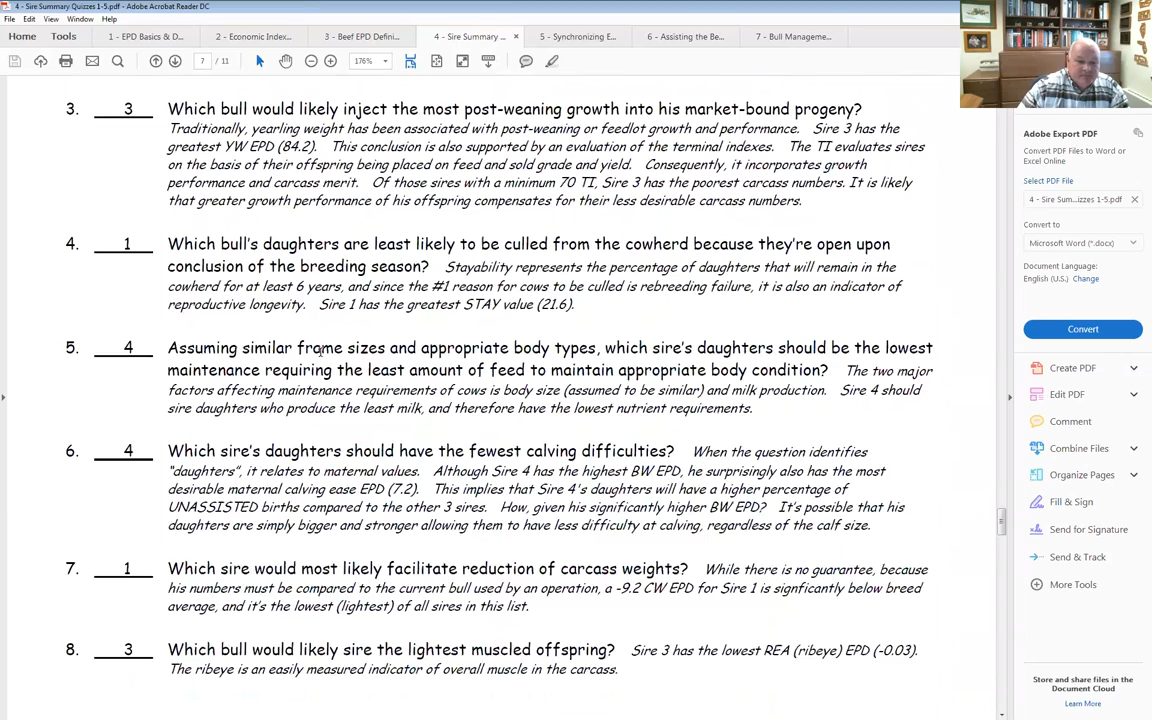 4 - Sire Summary Quizzes 1-5.pdf - Adobe Acrobat Reader DC
File Edit View Window Help
Home Tools 1 - EPD Basics & D... 2 - Economic Index... 3 - Beef EPD Defini... 4 - Sire Summary ... × 5 - Synchronizing E... 6 - Assisting the Be... 7 - Bull Manageme...
7 / 11 176%
3. 3 Which bull would likely inject the most post-weaning growth into his market-bound progeny?
Traditionally, yearling weight has been associated with post-weaning or feedlot growth and performance. Sire 3 has the
greatest YW EPD (84.2). This conclusion is also supported by an evaluation of the terminal indexes. The TI evaluates sires
on the basis of their offspring being placed on feed and sold grade and yield. Consequently, it incorporates growth
performance and carcass merit. Of those sires with a minimum 70 TI, Sire 3 has the poorest carcass numbers. It is likely
that greater growth performance of his offspring compensates for their less desirable carcass numbers.
4. 1 Which bull's daughters are least likely to be culled from the cowherd because they're open upon
conclusion of the breeding season? Stayability represents the percentage of daughters that will remain in the
cowherd for at least 6 years, and since the #1 reason for cows to be culled is rebreeding failure, it is also an indicator of
reproductive longevity. Sire 1 has the greatest STAY value (21.6).
5. 4 Assuming similar frame sizes and appropriate body types, which sire's daughters should be the lowest
maintenance requiring the least amount of feed to maintain appropriate body condition? The two major
factors affecting maintenance requirements of cows is body size (assumed to be similar) and milk production. Sire 4 should
sire daughters who produce the least milk, and therefore have the lowest nutrient requirements.
6. 4 Which sire's daughters should have the fewest calving difficulties? When the question identifies
"daughters", it relates to maternal values. Although Sire 4 has the highest BW EPD, he surprisingly also has the most
desirable maternal calving ease EPD (7.2). This implies that Sire 4's daughters will have a higher percentage of
UNASSISTED births compared to the other 3 sires. How, given his significantly higher BW EPD? It's possible that his
daughters are simply bigger and stronger allowing them to have less difficulty at calving, regardless of the calf size.
7. 1 Which sire would most likely facilitate reduction of carcass weights? While there is no guarantee, because
his numbers must be compared to the current bull used by an operation, a -9.2 CW EPD for Sire 1 is signficantly below breed
average, and it's the lowest (lightest) of all sires in this list.
8. 3 Which bull would likely sire the lightest muscled offspring? Sire 3 has the lowest REA (ribeye) EPD (-0.03).
The ribeye is an easily measured indicator of overall muscle in the carcass.
Adobe Export PDF
Convert PDF Files to Word or
Excel Online
Select PDF File
4 - Sire Sum...izzes 1-5.pdf ×
Convert to
Microsoft Word (*.docx)
Document Language:
English (U.S.) Change
Convert
Create PDF
Edit PDF
Comment
Combine Files
Organize Pages
Fill & Sign
Send for Signature
Send & Track
More Tools
Store and share files in the
Document Cloud
Learn More